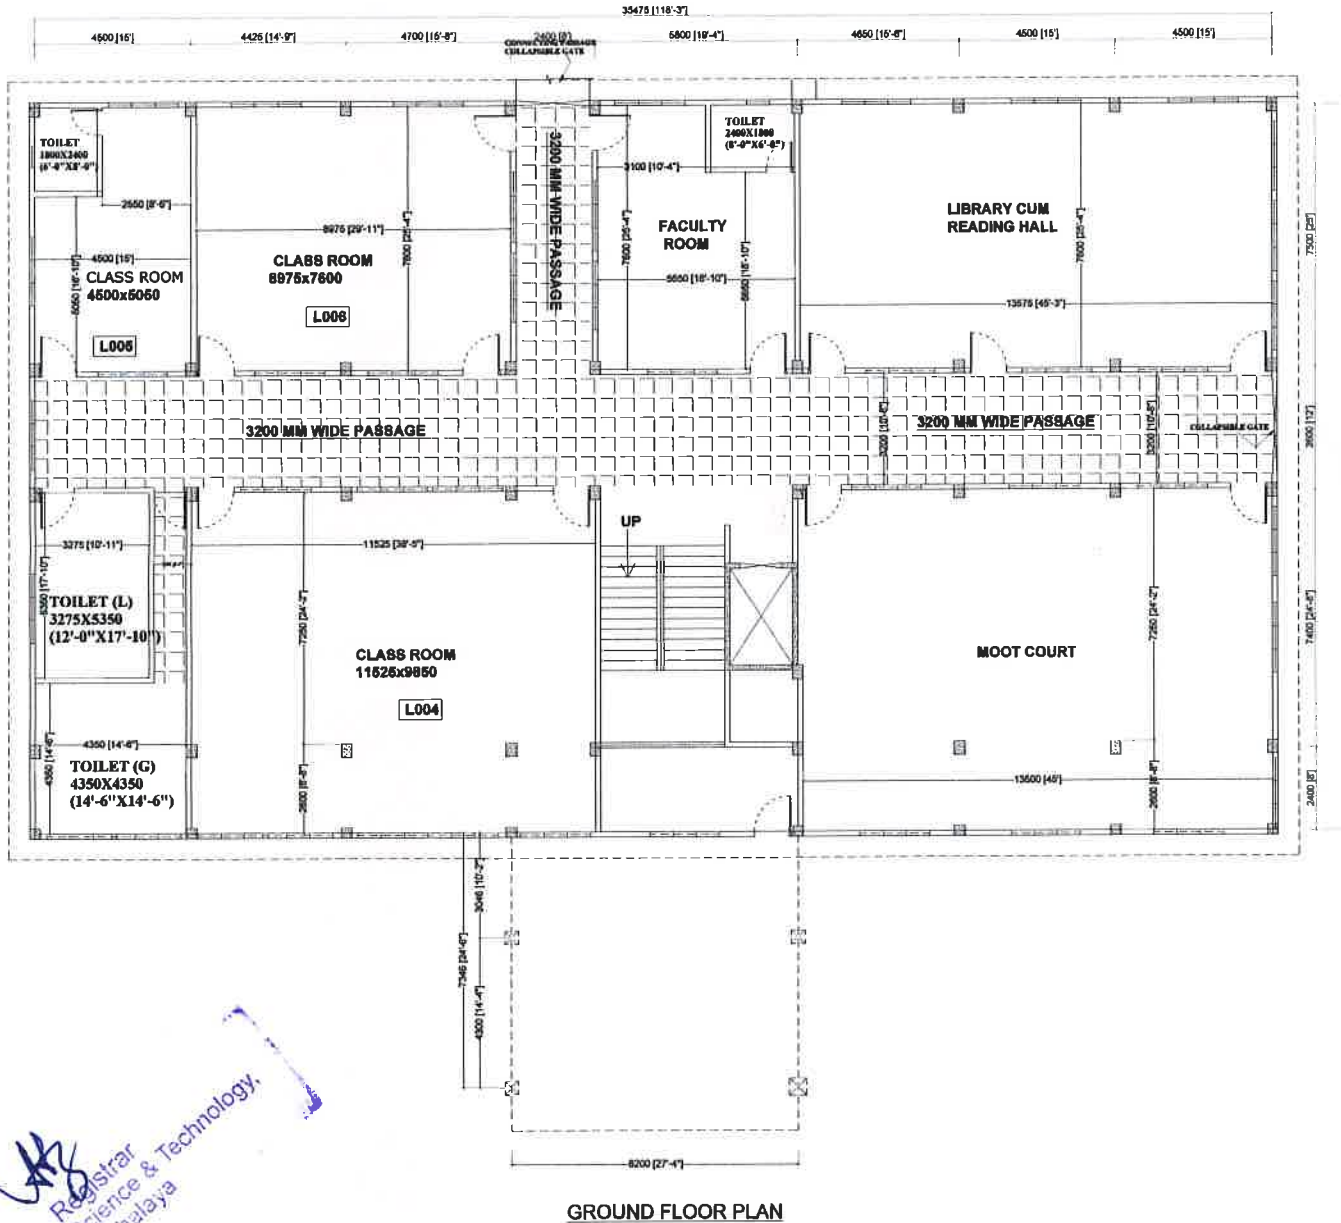 35475 [118'-3"]
4500 [15']
4425 [14'-9"]
4700 [15'-8"]
2400 [8']
5800 [19'-4"]
4650 [15'-6"]
4500 [15']
4500 [15']
CONNECTING PASSAGE
COLLAPSIBLE GATE
TOILET
1800X2400
(6'-0"X8'-0")
2550 [8'-6"]
4500 [15']
5050 [16'-10"]
CLASS ROOM
4500x5050
L005
8975 [29'-11"]
7600 [25'-4"]
CLASS ROOM
8975x7600
L006
3200 MM WIDE PASSAGE
TOILET
2400X1800
(8'-0"X6'-0")
3100 [10'-4"]
7600 [25'-4"]
FACULTY
ROOM
5650 [18'-10"]
5650 [18'-10"]
LIBRARY CUM
READING HALL
7600 [25'-4"]
13575 [45'-3"]
7500 [25']
3200 MM WIDE PASSAGE
3200 [10'-8"]
3200 MM WIDE PASSAGE
3200 [10'-8"]
COLLAPSIBLE GATE
3600 [12']
3275 [10'-11"]
5350 [17'-10"]
TOILET (L)
3275X5350
(12'-0"X17'-10")
11525 [38'-5"]
7250 [24'-2"]
CLASS ROOM
11525x9850
L004
UP
MOOT COURT
7250 [24'-2"]
7400 [24'-8"]
4350 [14'-6"]
4350 [14'-6"]
TOILET (G)
4350X4350
(14'-6"X14'-6")
2600 [8'-8"]
13500 [45']
2600 [8'-8"]
2400 [8']
3046 [10'-2"]
7346 [24'-6"]
4300 [14'-4"]
8200 [27'-4"]
Registrar
Science & Technology,
GROUND FLOOR PLAN